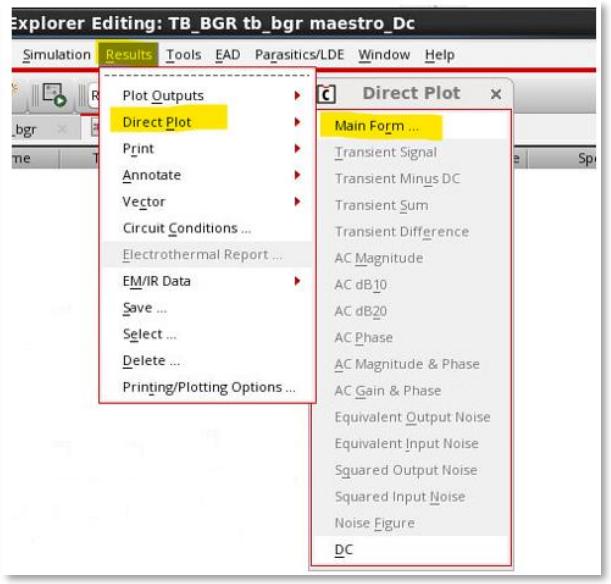 Explorer Editing: TB_BGR tb_bgr maestro_Dc
Simulation Results Tools EAD Parasitics/LDE Window Help
R
Plot Outputs
Direct Plot
Print
Annotate
Vector
Circuit Conditions ...
Electrothermal Report ...
EM/IR Data
Save ...
Select ...
Delete ...
Printing/Plotting Options ...
_bgr
me
T
Direct Plot x
Main Form ...
Transient Signal
Transient Minus DC
Transient Sum
Transient Difference
AC Magnitude
AC dB10
AC dB20
AC Phase
AC Magnitude & Phase
AC Gain & Phase
Equivalent Output Noise
Equivalent Input Noise
Squared Output Noise
Squared Input Noise
Noise Figure
DC
e
Spe